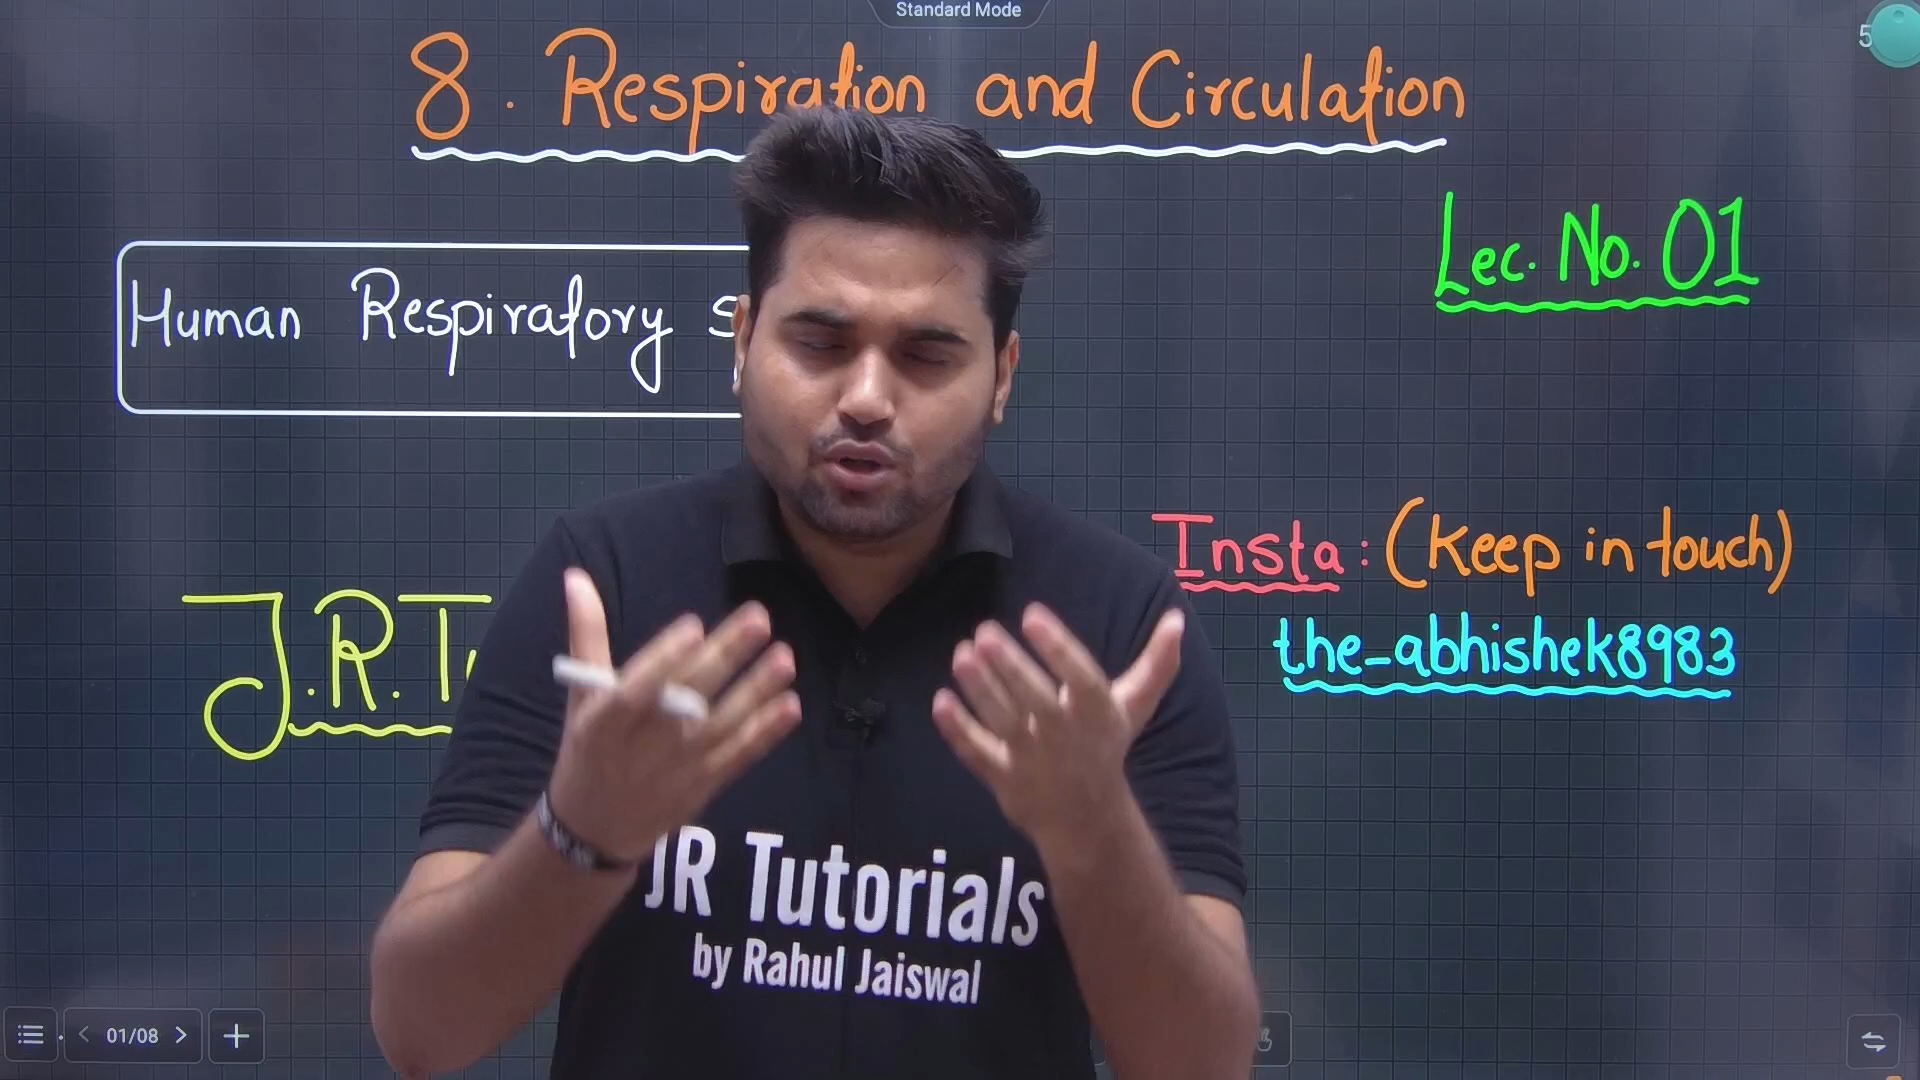 Standard Mode
5
8. Respiration and Circulation
Lec. No. 01
Human Respiratory
Insta: (Keep in touch)
J.R.
the_abhishek8983
JR Tutorials
by Rahul Jaiswal
01/08